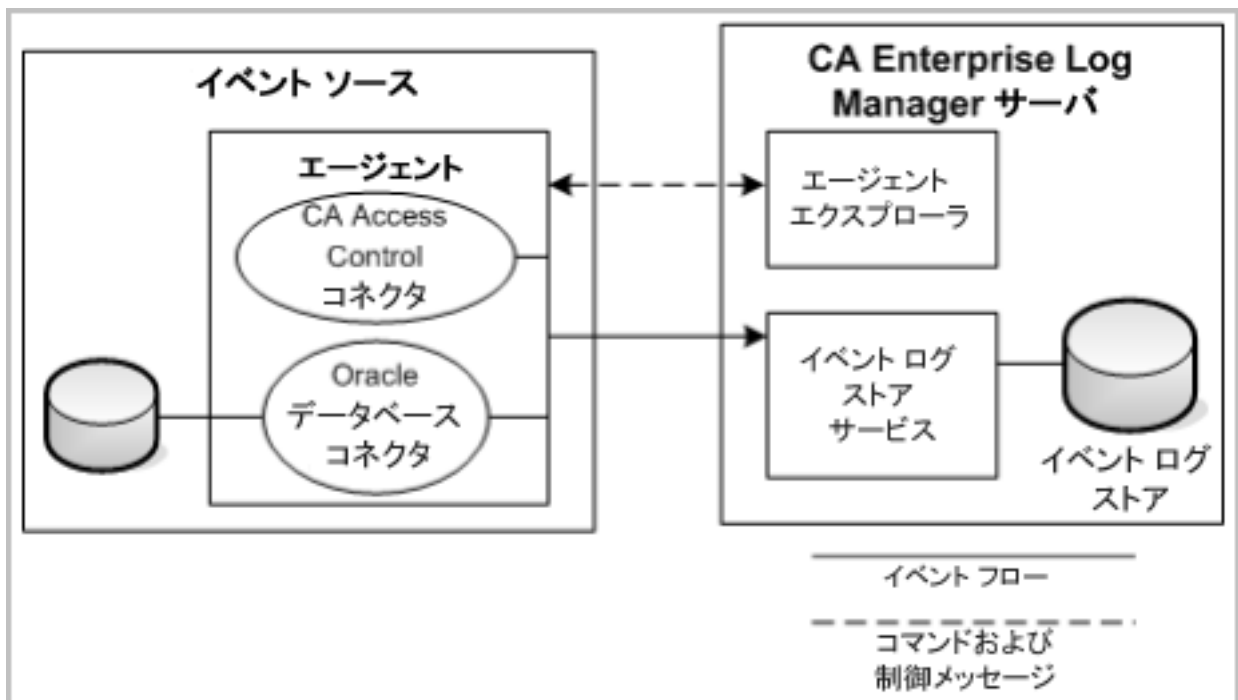 イベント ソース
エージェント
CA Access
Control
コネクタ
Oracle
データベース
コネクタ
CA Enterprise Log
Manager サーバ
エージェント
エクスプローラ
イベント ログ
ストア
サービス
イベント ログ
ストア
イベント フロー
コマンドおよび
制御メッセージ